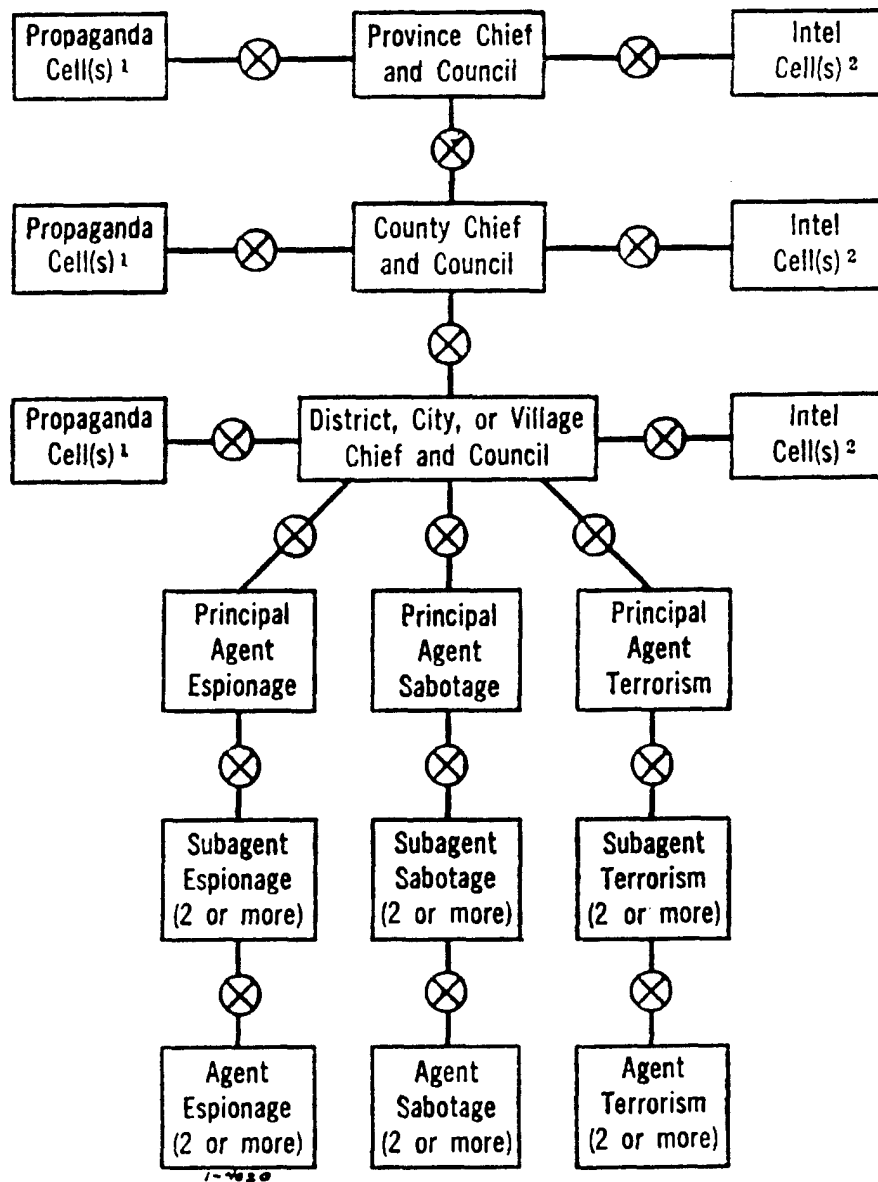 Propaganda
Cell(s) 1
Province Chief
and Council
Intel
Cell(s) 2
Propaganda
Cell(s) 1
County Chief
and Council
Intel
Cell(s) 2
Propaganda
Cell(s) 1
District, City, or Village
Chief and Council
Intel
Cell(s) 2
Principal
Agent
Espionage
Principal
Agent
Sabotage
Principal
Agent
Terrorism
Subagent
Espionage
(2 or more)
Subagent
Sabotage
(2 or more)
Subagent
Terrorism
(2 or more)
Agent
Espionage
(2 or more)
Agent
Sabotage
(2 or more)
Agent
Terrorism
(2 or more)